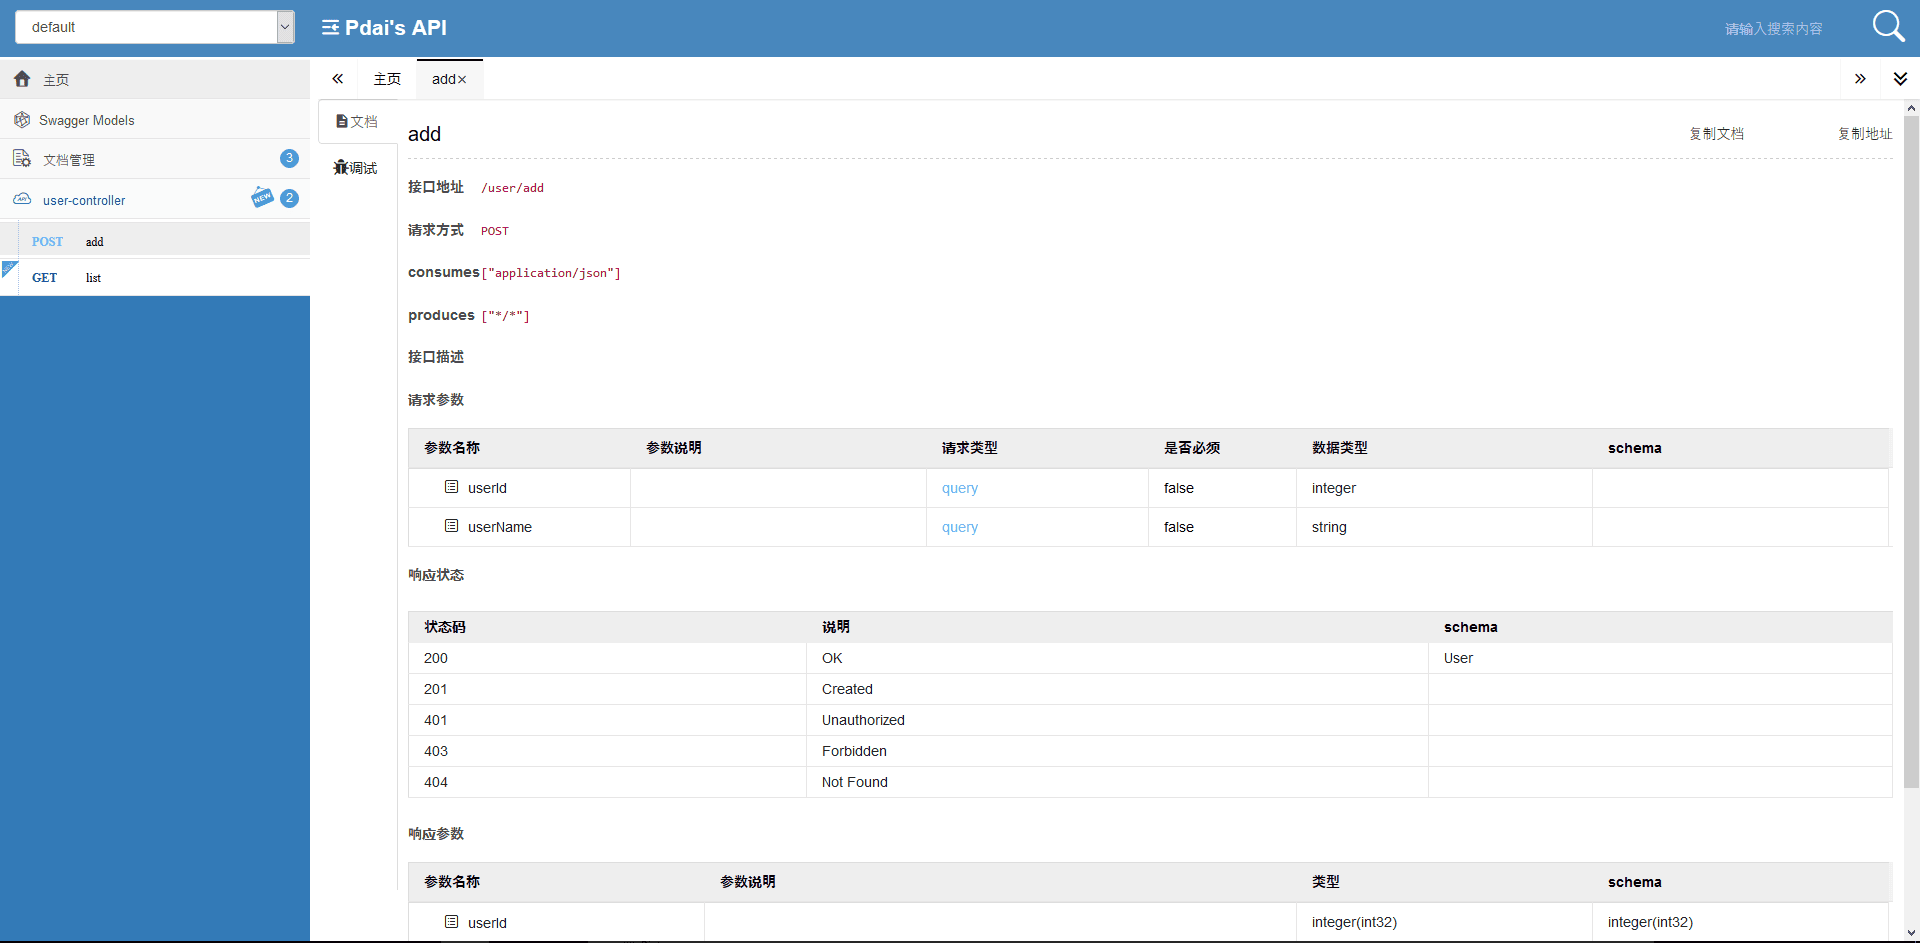 default
Pdai's API
请输入搜索内容
主页
Swagger Models
文档管理 3
user-controller NEW 2
POST add
GET list
主页 add×
文档
调试
add 复制文档 复制地址
接口地址 /user/add
请求方式 POST
consumes ["application/json"]
produces ["*/*"]
接口描述
请求参数
参数名称 参数说明 请求类型 是否必须 数据类型 schema
userId query false integer
userName query false string
响应状态
状态码 说明 schema
200 OK User
201 Created
401 Unauthorized
403 Forbidden
404 Not Found
响应参数
参数名称 参数说明 类型 schema
userId integer(int32) integer(int32)